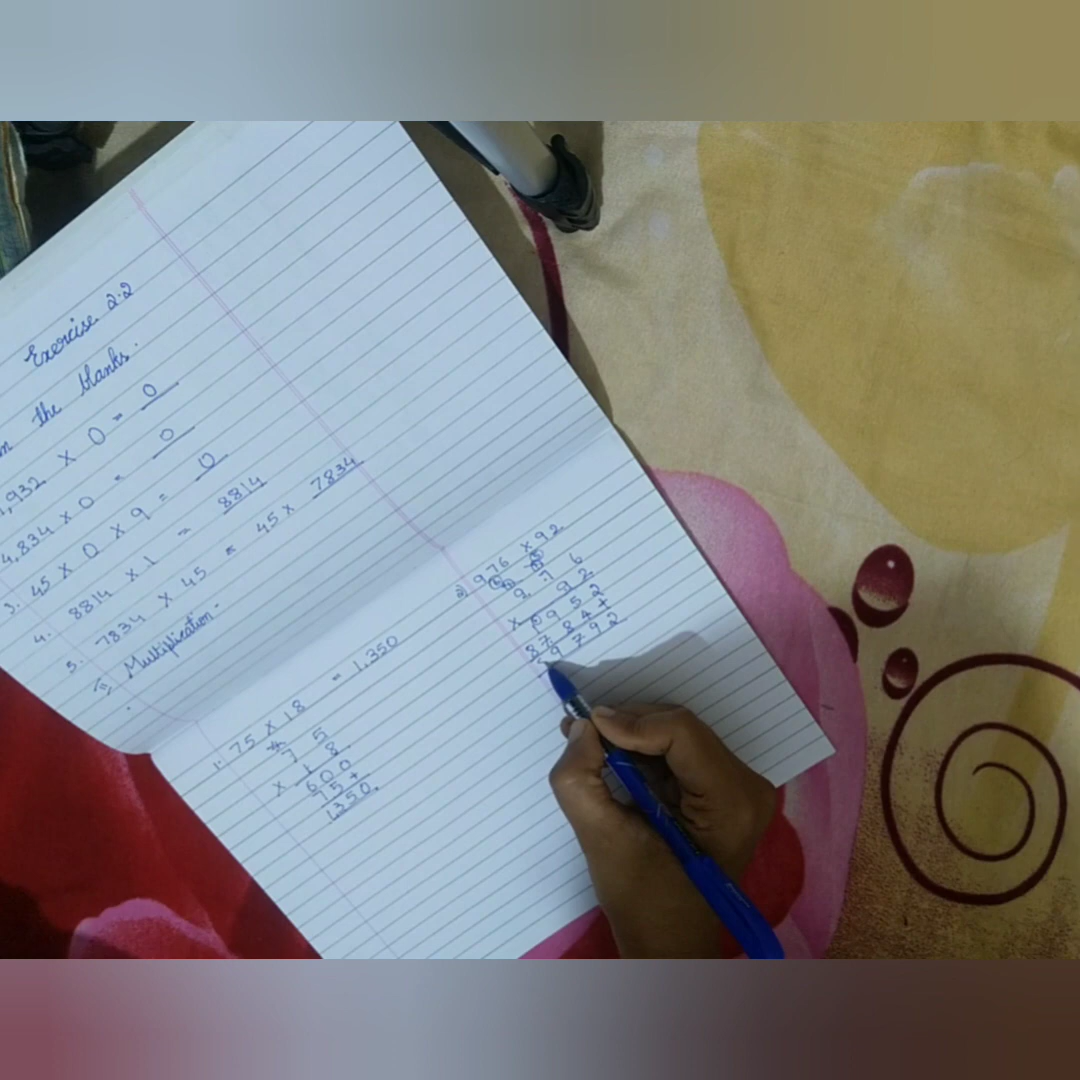 Exercise 2.2
the blanks.
,932 × 0 = 0
4,834 × 0 = 0
3. 45 × 0 × 9 = 0
4. 8814 × 1 = 8814
5. 7834 × 45 = 45 × 7834
Multiplication -
1. 75 × 18 = 1,350
7 5
× 1 8
6 0 0
7 5 +
1 3 5 0.
2) 976 × 92
9 7 6
× 9 2
1 9 5 2
8 7 8 4 +
9 7 9 2